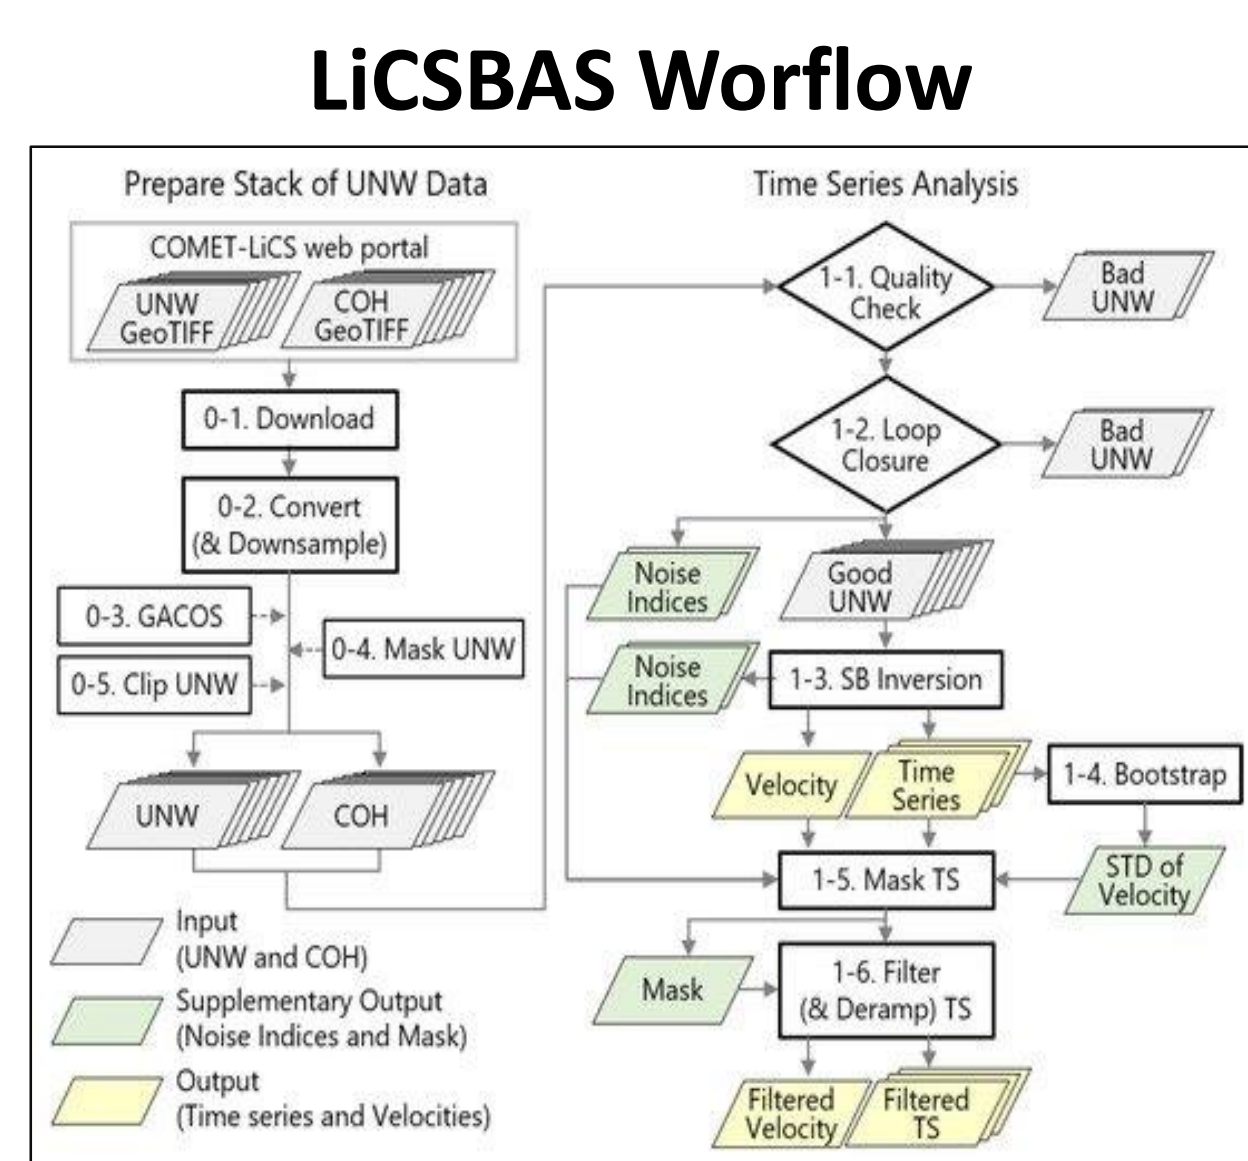 LiCSBAS Worflow
Prepare Stack of UNW Data
COMET-LiCS web portal
UNW
GeoTIFF
COH
GeoTIFF
0-1. Download
0-2. Convert
(& Downsample)
0-3. GACOS
0-4. Mask UNW
0-5. Clip UNW
UNW
COH
Input
(UNW and COH)
Supplementary Output
(Noise Indices and Mask)
Output
(Time series and Velocities)
Time Series Analysis
1-1. Quality
Check
Bad
UNW
1-2. Loop
Closure
Bad
UNW
Noise
Indices
Good
UNW
Noise
Indices
1-3. SB Inversion
Velocity
Time
Series
1-4. Bootstrap
1-5. Mask TS
STD of
Velocity
Mask
1-6. Filter
(& Deramp) TS
Filtered
Velocity
Filtered
TS